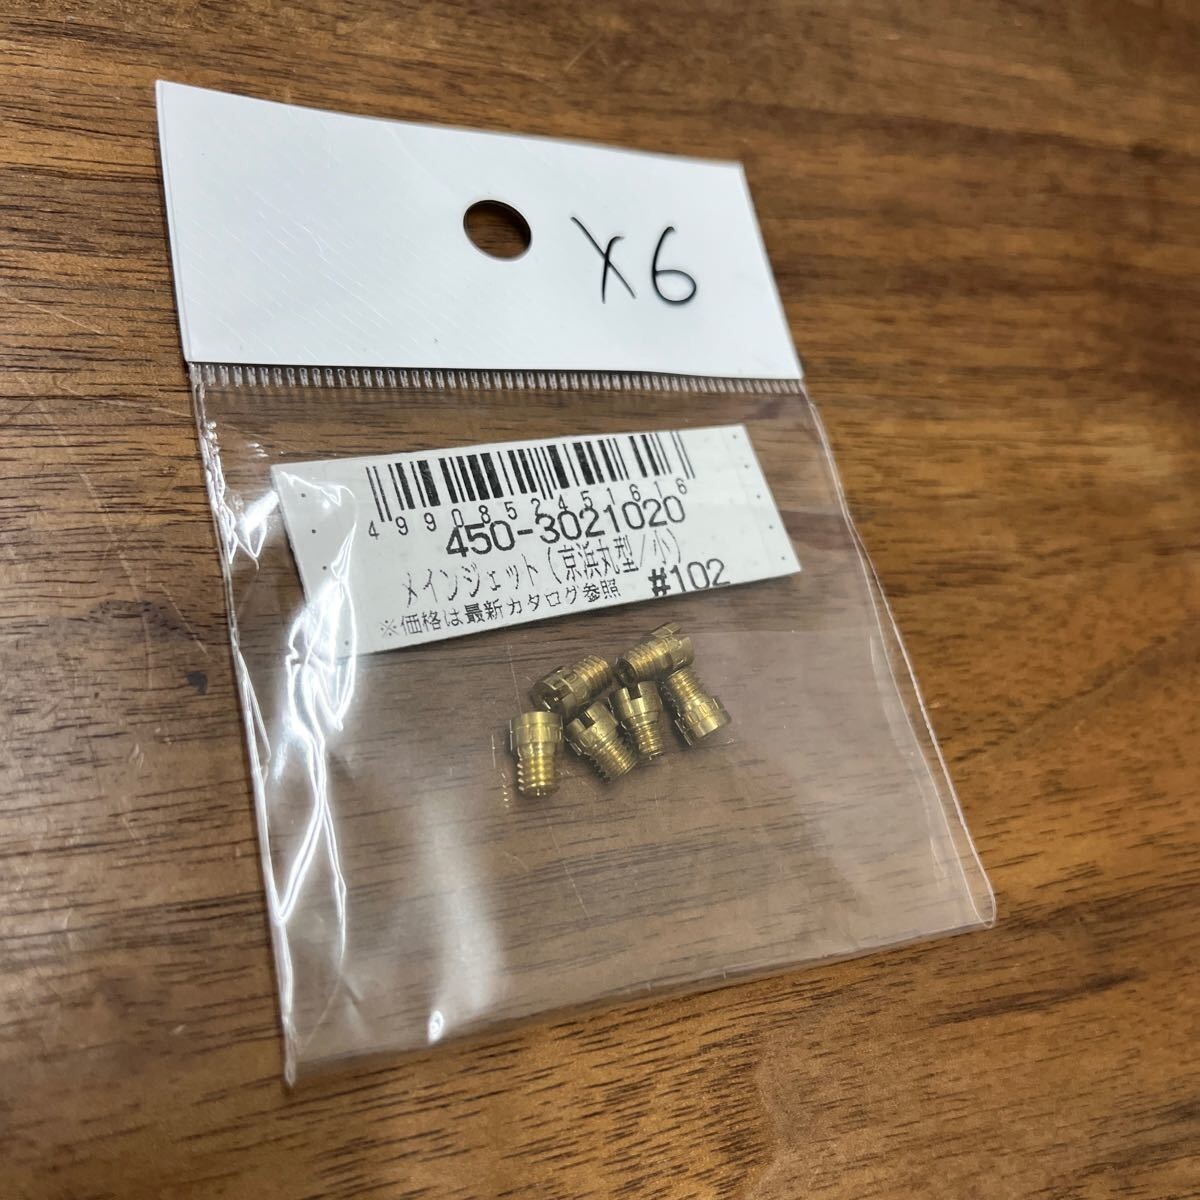 X6
4990852451616
450-3021020
メインジェット(京浜丸型/小)
※価格は最新カタログ参照 #102